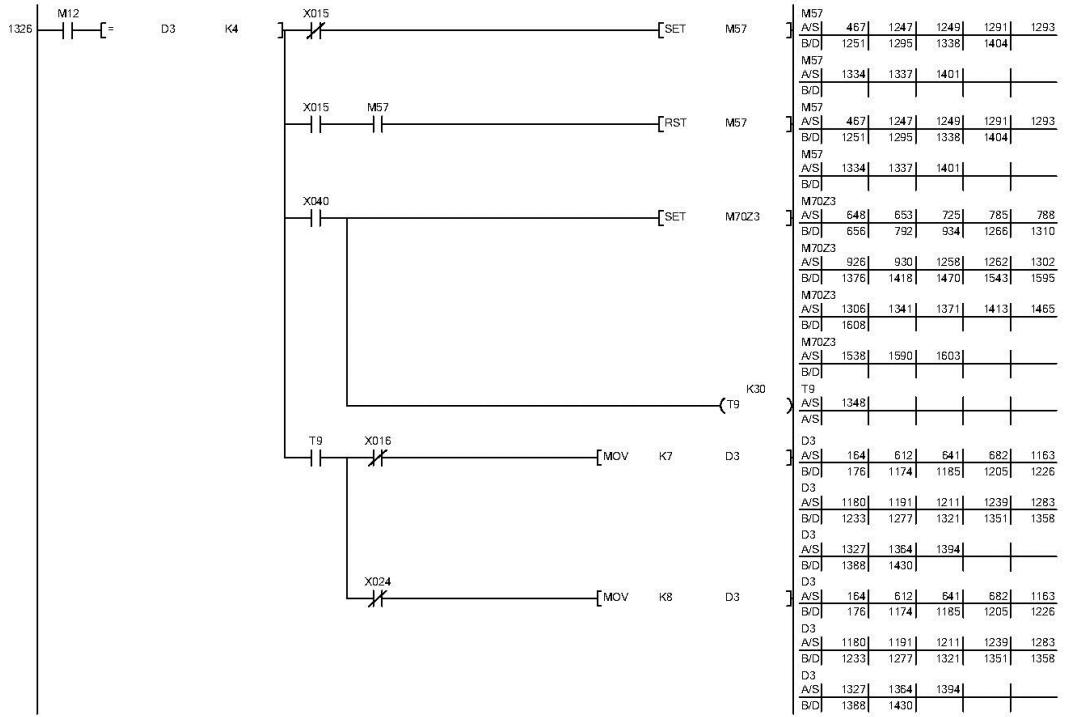 M12 X015 M57
1326 [= D3 K4 ] [SET M57 ] A/S 467 1247 1249 1291 1293
B/D 1251 1295 1338 1404
M57
A/S 1334 1337 1401
B/D
X015 M57 M57
[RST M57 ] A/S 467 1247 1249 1291 1293
B/D 1251 1295 1338 1404
M57
A/S 1334 1337 1401
B/D
X040 M70Z3
[SET M70Z3 ] A/S 648 653 725 785 788
B/D 656 792 934 1266 1310
M70Z3
A/S 926 930 1258 1262 1302
B/D 1376 1418 1470 1543 1595
M70Z3
A/S 1306 1341 1371 1413 1465
B/D 1608
M70Z3
A/S 1538 1590 1603
B/D
K30 T9
(T9 ) A/S 1348
A/S
T9 X016 D3
[MOV K7 D3 ] A/S 164 612 641 682 1163
B/D 176 1174 1185 1205 1226
D3
A/S 1180 1191 1211 1239 1283
B/D 1233 1277 1321 1351 1358
D3
A/S 1327 1364 1394
B/D 1388 1430
X024 D3
[MOV K8 D3 ] A/S 164 612 641 682 1163
B/D 176 1174 1185 1205 1226
D3
A/S 1180 1191 1211 1239 1283
B/D 1233 1277 1321 1351 1358
D3
A/S 1327 1364 1394
B/D 1388 1430